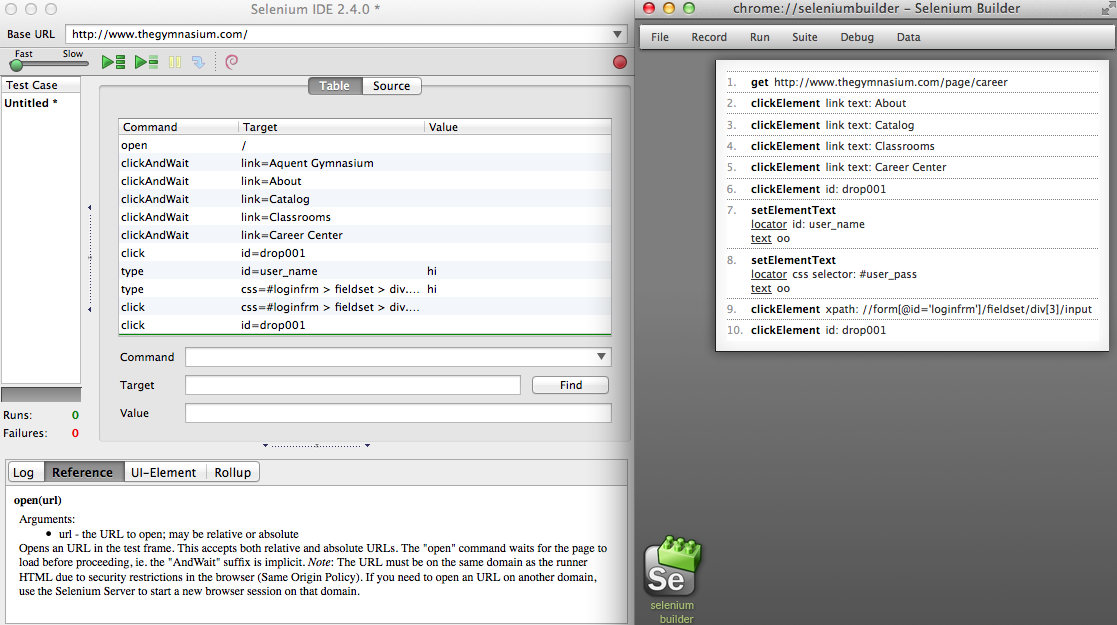 Selenium IDE 2.4.0 *
Base URL http://www.thegymnasium.com/
Fast Slow
Test Case
Untitled *
Runs: 0
Failures: 0
Table Source
Command Target Value
open /
clickAndWait link=Aquent Gymnasium
clickAndWait link=About
clickAndWait link=Catalog
clickAndWait link=Classrooms
clickAndWait link=Career Center
click id=drop001
type id=user_name hi
type css=#loginfrm > fieldset > div.... hi
click css=#loginfrm > fieldset > div....
click id=drop001
Command
Target Find
Value
Log Reference UI-Element Rollup
open(url)
Arguments:
• url - the URL to open; may be relative or absolute
Opens an URL in the test frame. This accepts both relative and absolute URLs. The "open" command waits for the page to
load before proceeding, ie. the "AndWait" suffix is implicit. Note: The URL must be on the same domain as the runner
HTML due to security restrictions in the browser (Same Origin Policy). If you need to open an URL on another domain,
use the Selenium Server to start a new browser session on that domain.
chrome://seleniumbuilder - Selenium Builder
File Record Run Suite Debug Data
1. get http://www.thegymnasium.com/page/career
2. clickElement link text: About
3. clickElement link text: Catalog
4. clickElement link text: Classrooms
5. clickElement link text: Career Center
6. clickElement id: drop001
7. setElementText
locator id: user_name
text oo
8. setElementText
locator css selector: #user_pass
text oo
9. clickElement xpath: //form[@id='loginfrm']/fieldset/div[3]/input
10. clickElement id: drop001
Se
selenium
builder